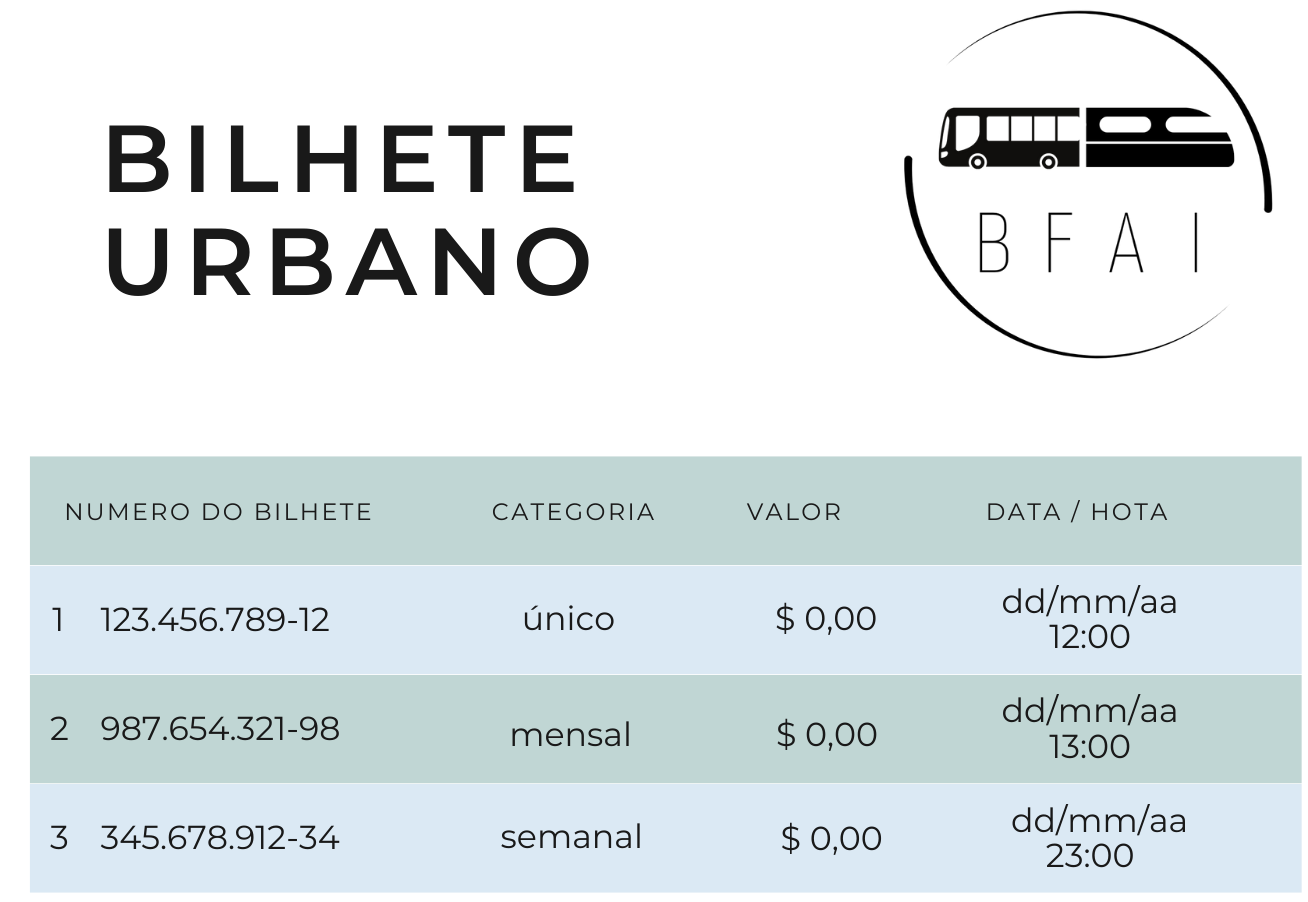 BILHETE
URBANO
BFAI
NUMERO DO BILHETE CATEGORIA VALOR DATA / HOTA
1 123.456.789-12 único $ 0,00 dd/mm/aa
12:00
2 987.654.321-98 mensal $ 0,00 dd/mm/aa
13:00
3 345.678.912-34 semanal $ 0,00 dd/mm/aa
23:00